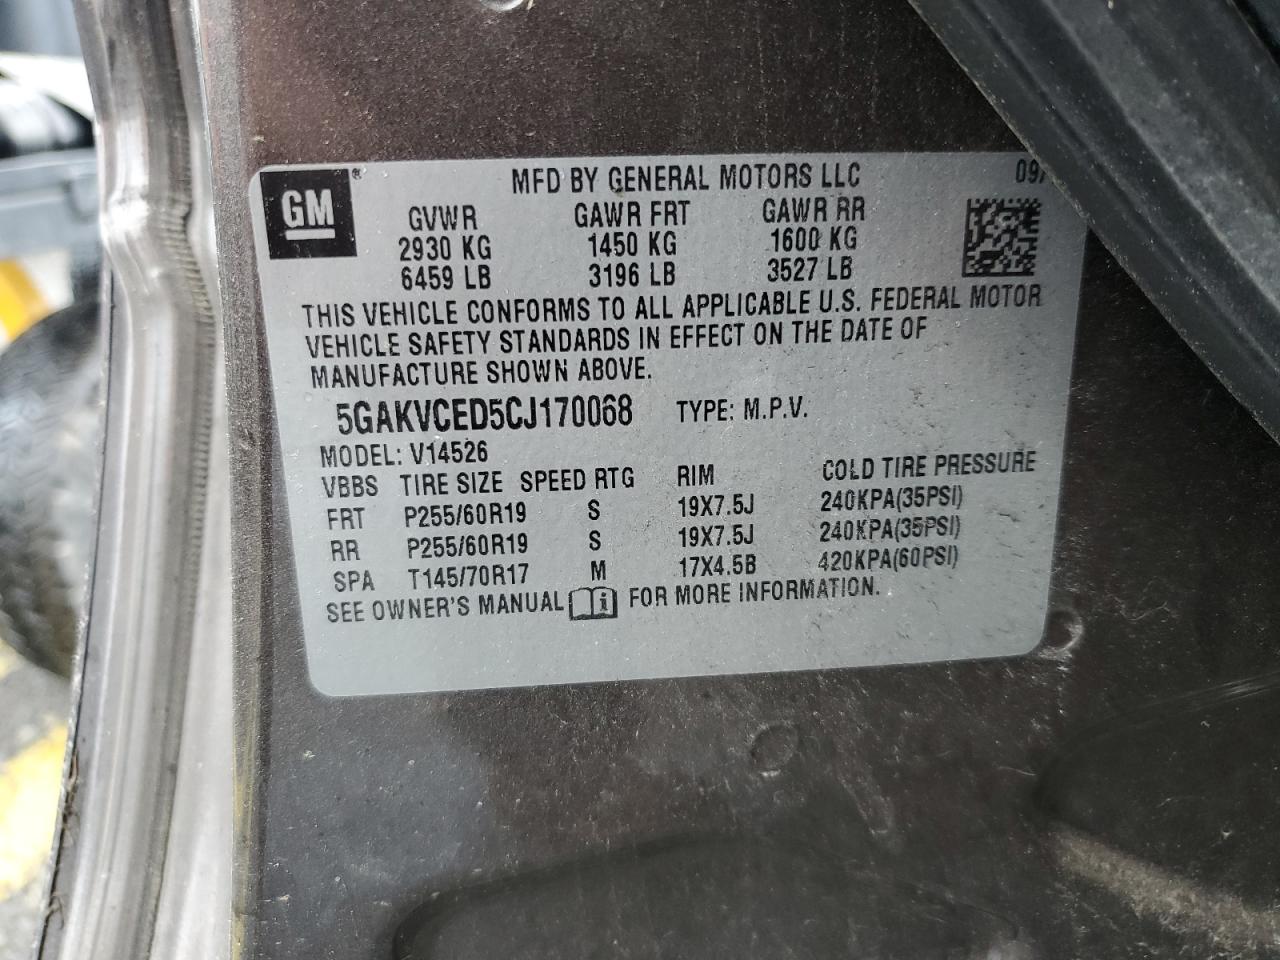 GM ® MFD BY GENERAL MOTORS LLC 09/
GVWR GAWR FRT GAWR RR
2930 KG 1450 KG 1600 KG
6459 LB 3196 LB 3527 LB
THIS VEHICLE CONFORMS TO ALL APPLICABLE U.S. FEDERAL MOTOR
VEHICLE SAFETY STANDARDS IN EFFECT ON THE DATE OF
MANUFACTURE SHOWN ABOVE.
5GAKVCED5CJ170068 TYPE: M.P.V.
MODEL: V14526
VBBS TIRE SIZE SPEED RTG RIM COLD TIRE PRESSURE
FRT P255/60R19 S 19X7.5J 240KPA(35PSI)
RR P255/60R19 S 19X7.5J 240KPA(35PSI)
SPA T145/70R17 M 17X4.5B 420KPA(60PSI)
SEE OWNER'S MANUAL i FOR MORE INFORMATION.